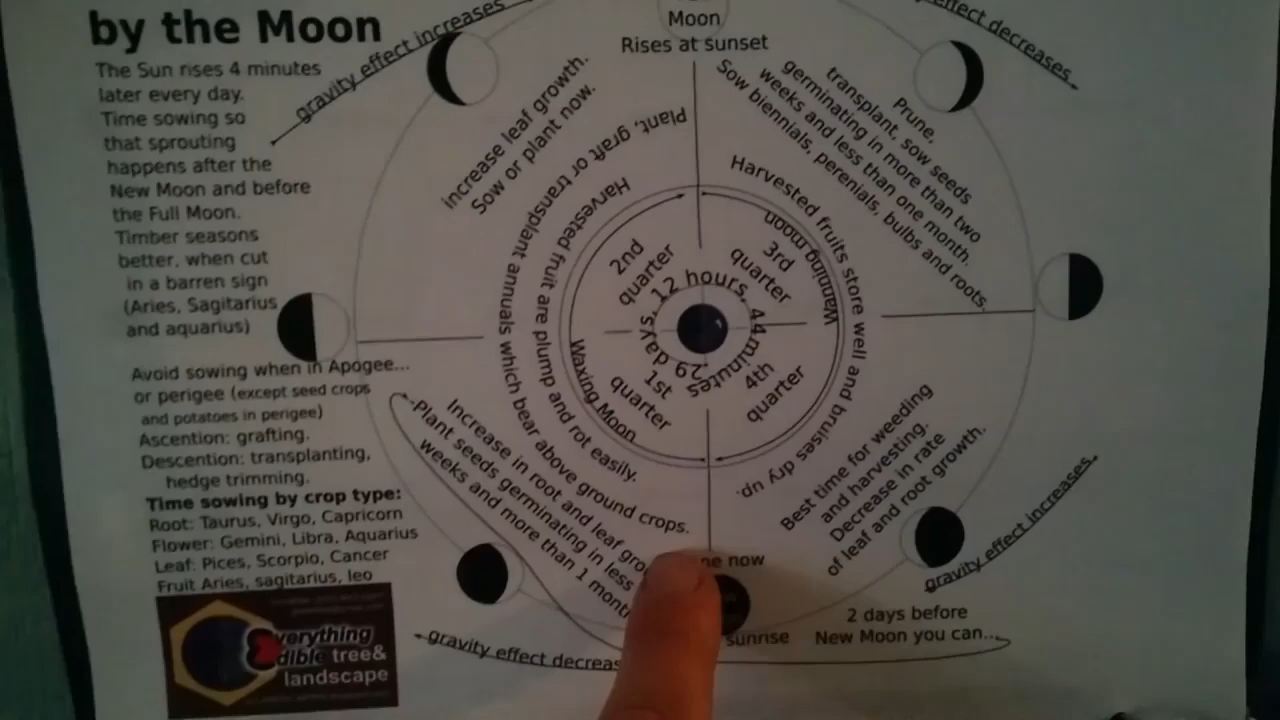 by the Moon
The Sun rises 4 minutes
later every day.
Time sowing so
that sprouting
happens after the
New Moon and before
the Full Moon.
Timber seasons
better, when cut
in a barren sign
(Aries, Sagitarius
and aquarius)
Avoid sowing when in Apogee...
or perigee (except seed crops
and potatoes in perigee)
Ascention: grafting.
Descention: transplanting,
hedge trimming.
Time sowing by crop type:
Root: Taurus, Virgo, Capricorn
Flower: Gemini, Libra, Aquarius
Leaf: Pices, Scorpio, Cancer
Fruit Aries, sagitarius, leo
Everything
Edible tree&
landscape
gravity effect increases
Moon
Rises at sunset
effect decreases
increase leaf growth.
Sow or plant now.
Prune,
transplant, sow seeds
germinating in more than two
weeks and less than one month.
Sow biennials, perenials, bulbs and roots.
Plant, graft or transplant annuals which bear above ground crops.
Harvested fruit are plump and rot easily.
Harvested fruits store well and bruises dry up.
Waning moon
Waxing Moon
2nd
quarter
3rd
quarter
1st
quarter
4th
quarter
29 days, 12 hours, 44 minutes
Increase in root and leaf
Plant seeds germinating in less
weeks and more than 1 month
Best time for weeding
and harvesting.
Decrease in rate
of leaf and root growth.
gravity effect increases
now
sunrise
2 days before
New Moon you can...
gravity effect